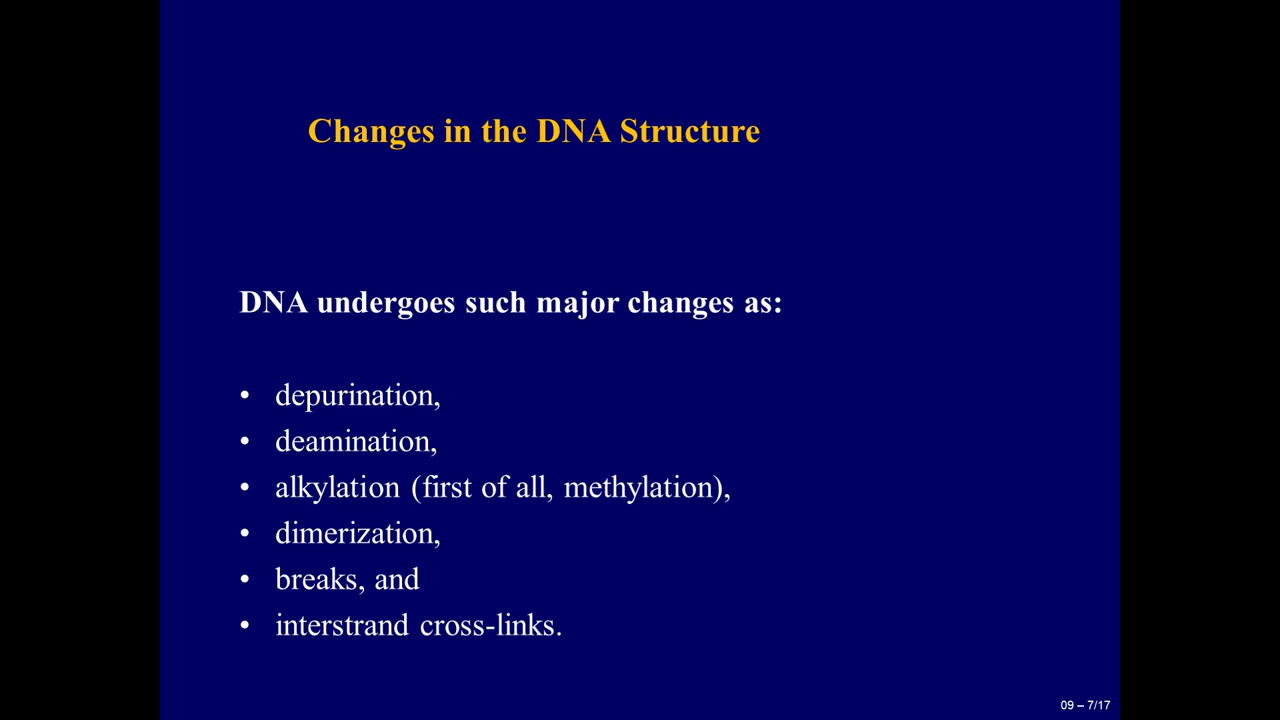 Changes in the DNA Structure
DNA undergoes such major changes as:
• depurination,
• deamination,
• alkylation (first of all, methylation),
• dimerization,
• breaks, and
• interstrand cross-links.
09 – 7/17